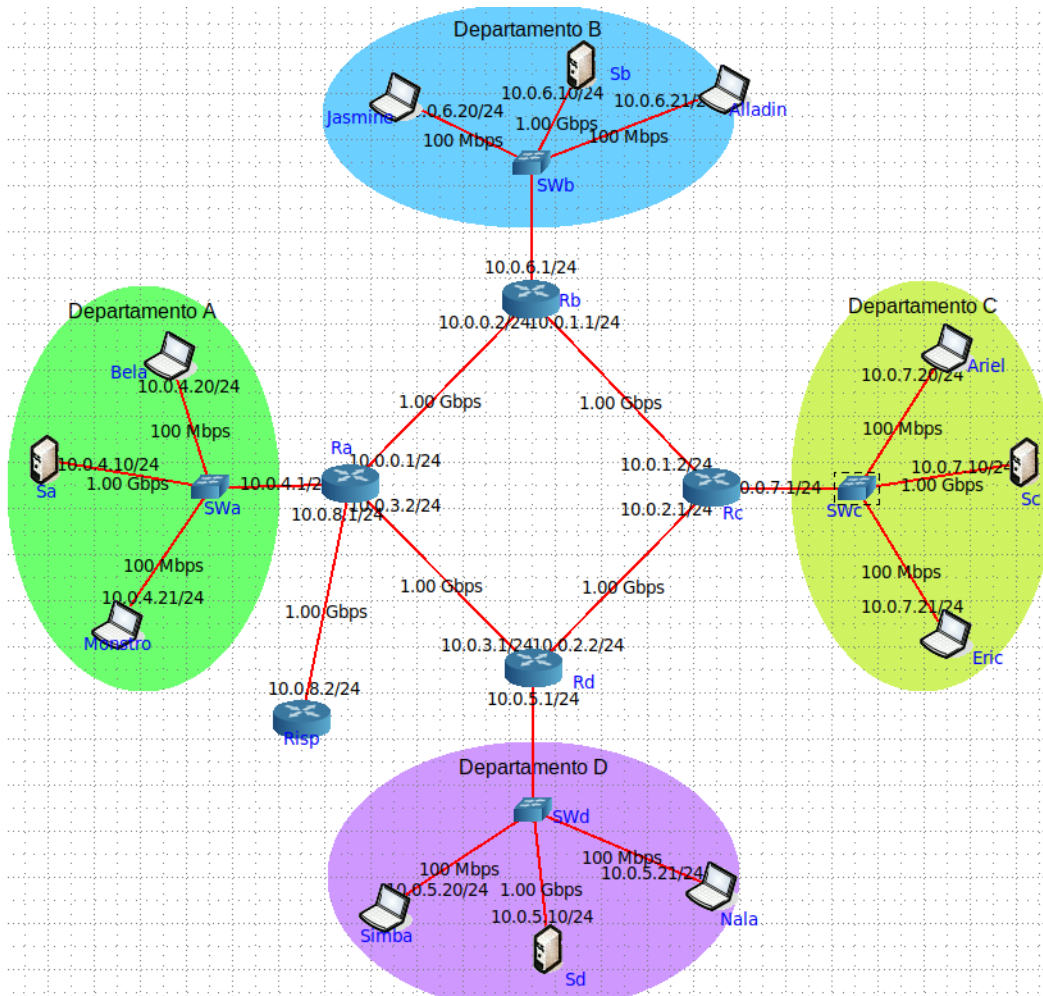 Departamento B
Sb
10.0.6.10/24
.0.6.20/24
10.0.6.21/2
Jasmine
Alladin
1.00 Gbps
100 Mbps
100 Mbps
SWb
10.0.6.1/24
Rb
10.0.0.2/24
10.0.1.1/24
Departamento A
Departamento C
Bela
10.0.4.20/24
Ariel
10.0.7.20/24
1.00 Gbps
1.00 Gbps
100 Mbps
100 Mbps
Ra
10.0.0.1/24
10.0.1.2/24
10.0.4.10/24
10.0.7.10/24
Sa
1.00 Gbps
10.0.4.1/2
0.0.7.1/24
1.00 Gbps
Sc
SWa
10.0.8.1/24
0.0.3.2/24
10.0.2.1/24
Rc
SWc
100 Mbps
100 Mbps
10.0.4.21/24
10.0.7.21/24
1.00 Gbps
1.00 Gbps
1.00 Gbps
Monstro
Eric
10.0.3.1/24
0.0.2.2/24
Rd
10.0.8.2/24
10.0.5.1/24
Risp
Departamento D
SWd
100 Mbps
100 Mbps
10.0.5.21/24
0.0.5.20/24
1.00 Gbps
10.0.5.10/24
Simba
Nala
Sd